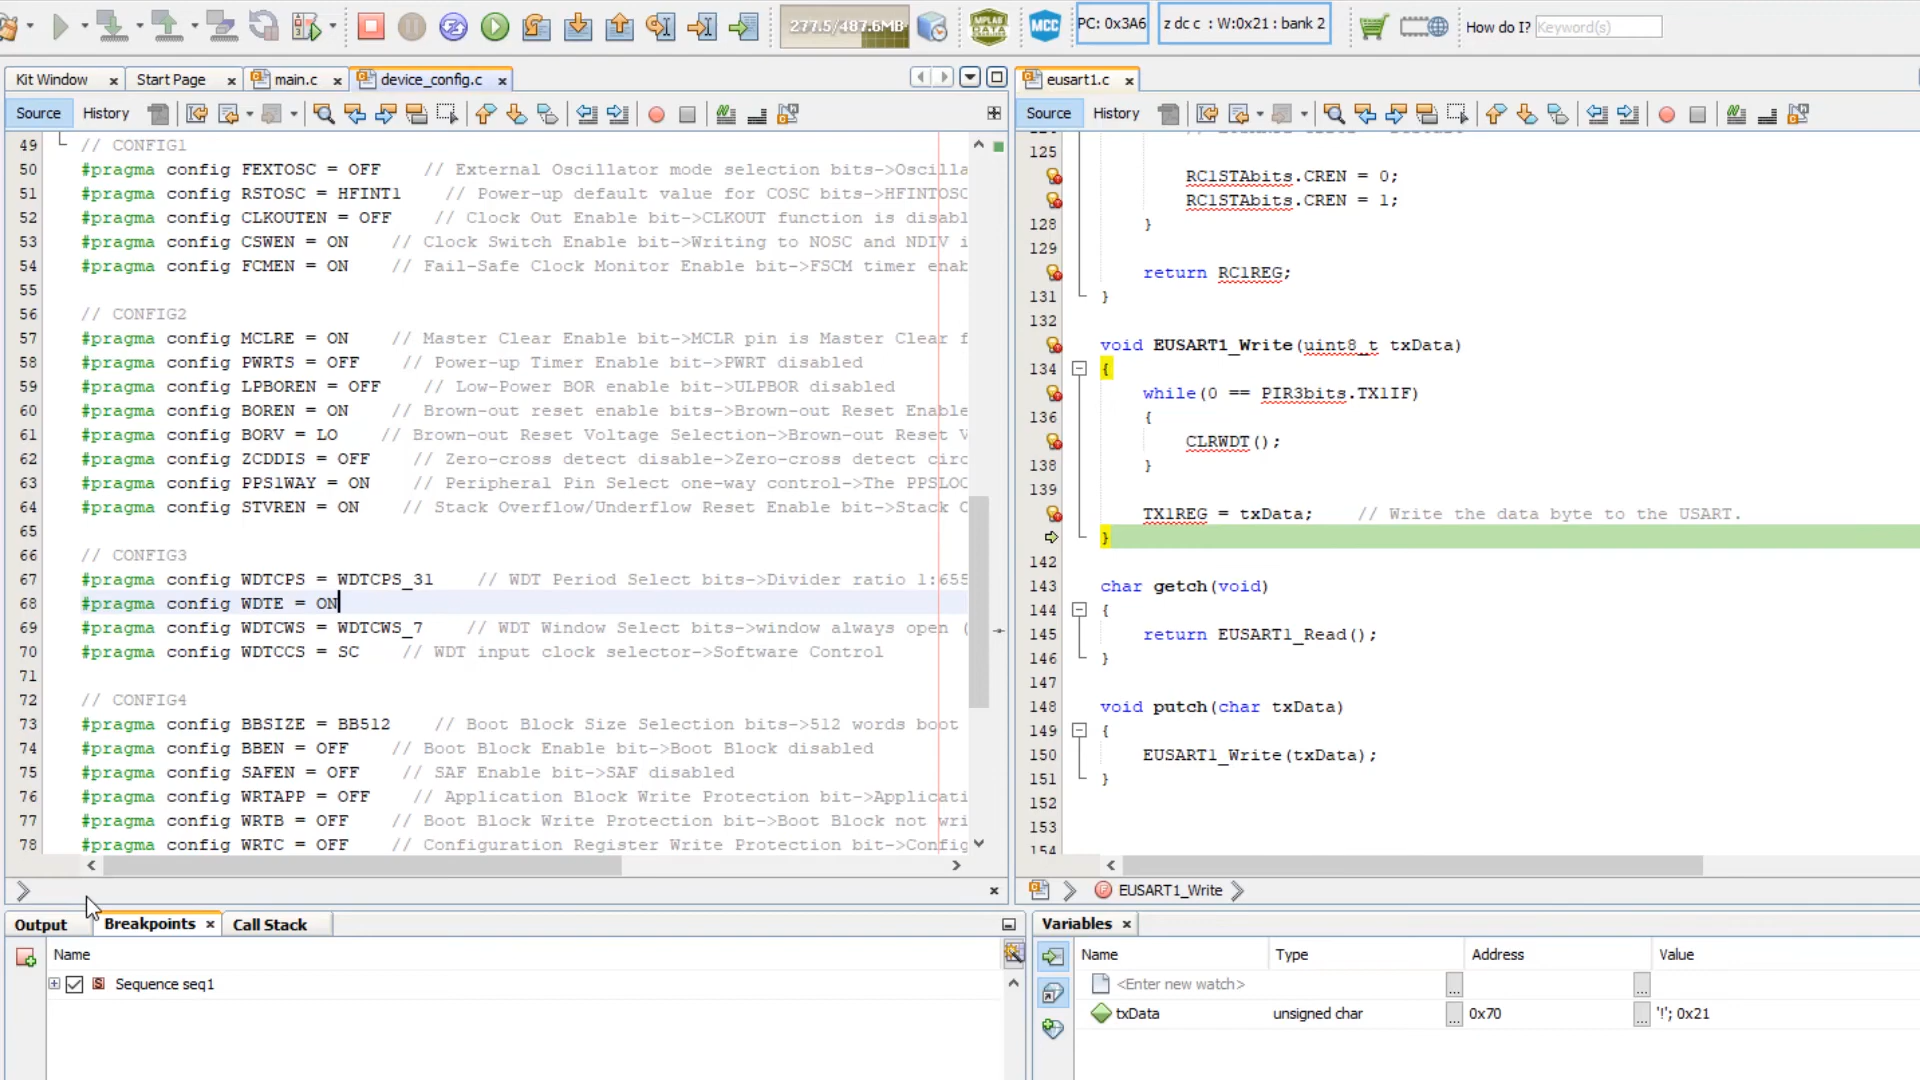 277.5/487.6MB
MPLAB
MCC
PC: 0x3A6
z dc c : W:0x21 : bank 2
How do I? Keyword(s)
Kit Window
Start Page
main.c
device_config.c
eusart1.c
Source History
49 // CONFIG1
50 #pragma config FEXTOSC = OFF // External Oscillator mode selection bits->Oscilla
51 #pragma config RSTOSC = HFINT1 // Power-up default value for COSC bits->HFINTOSC
52 #pragma config CLKOUTEN = OFF // Clock Out Enable bit->CLKOUT function is disabl
53 #pragma config CSWEN = ON // Clock Switch Enable bit->Writing to NOSC and NDIV i
54 #pragma config FCMEN = ON // Fail-Safe Clock Monitor Enable bit->FSCM timer enab
55
56 // CONFIG2
57 #pragma config MCLRE = ON // Master Clear Enable bit->MCLR pin is Master Clear f
58 #pragma config PWRTS = OFF // Power-up Timer Enable bit->PWRT disabled
59 #pragma config LPBOREN = OFF // Low-Power BOR enable bit->ULPBOR disabled
60 #pragma config BOREN = ON // Brown-out reset enable bits->Brown-out Reset Enable
61 #pragma config BORV = LO // Brown-out Reset Voltage Selection->Brown-out Reset V
62 #pragma config ZCDDIS = OFF // Zero-cross detect disable->Zero-cross detect circ
63 #pragma config PPS1WAY = ON // Peripheral Pin Select one-way control->The PPSLOC
64 #pragma config STVREN = ON // Stack Overflow/Underflow Reset Enable bit->Stack O
65
66 // CONFIG3
67 #pragma config WDTCPS = WDTCPS_31 // WDT Period Select bits->Divider ratio 1:655
68 #pragma config WDTE = ON
69 #pragma config WDTCWS = WDTCWS_7 // WDT Window Select bits->window always open (
70 #pragma config WDTCCS = SC // WDT input clock selector->Software Control
71
72 // CONFIG4
73 #pragma config BBSIZE = BB512 // Boot Block Size Selection bits->512 words boot
74 #pragma config BBEN = OFF // Boot Block Enable bit->Boot Block disabled
75 #pragma config SAFEN = OFF // SAF Enable bit->SAF disabled
76 #pragma config WRTAPP = OFF // Application Block Write Protection bit->Applicati
77 #pragma config WRTB = OFF // Boot Block Write Protection bit->Boot Block not wri
78 #pragma config WRTC = OFF // Configuration Register Write Protection bit->Config
Source History
125
RC1STAbits.CREN = 0;
RC1STAbits.CREN = 1;
128 }
129
return RC1REG;
131 }
132
void EUSART1_Write(uint8_t txData)
134 {
while(0 == PIR3bits.TX1IF)
136 {
CLRWDT();
138 }
139
TX1REG = txData; // Write the data byte to the USART.
}
142
143 char getch(void)
144 {
145 return EUSART1_Read();
146 }
147
148 void putch(char txData)
149 {
150 EUSART1_Write(txData);
151 }
152
153
154
EUSART1_Write
Output
Breakpoints
Call Stack
Name
Sequence seq1
Variables
Name Type Address Value
<Enter new watch> ... ...
txData unsigned char ... 0x70 ... '!'; 0x21